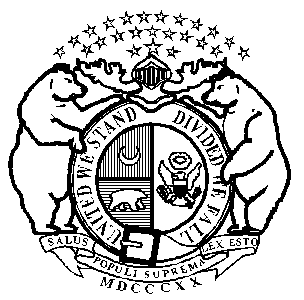 UNITED WE STAND DIVIDED WE FALL
SALUS POPULI SUPREMA LEX ESTO
MDCCCXX